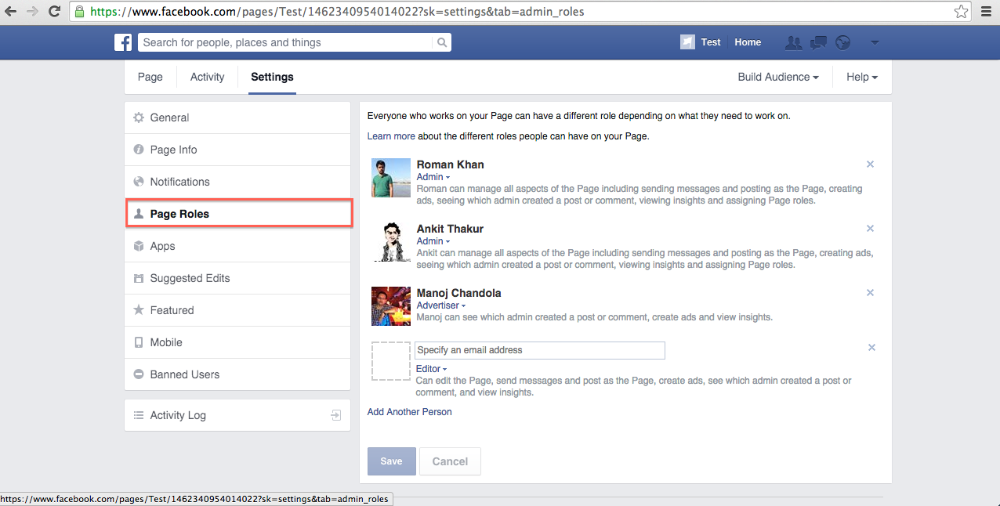 https://www.facebook.com/pages/Test/1462340954014022?sk=settings&tab=admin_roles
f Search for people, places and things Test Home
Page Activity Settings Build Audience Help
General
Page Info
Notifications
Page Roles
Apps
Suggested Edits
Featured
Mobile
Banned Users
Activity Log
Everyone who works on your Page can have a different role depending on what they need to work on.
Learn more about the different roles people can have on your Page.
Roman Khan
Admin
Roman can manage all aspects of the Page including sending messages and posting as the Page, creating
ads, seeing which admin created a post or comment, viewing insights and assigning Page roles.
Ankit Thakur
Admin
Ankit can manage all aspects of the Page including sending messages and posting as the Page, creating ads,
seeing which admin created a post or comment, viewing insights and assigning Page roles.
Manoj Chandola
Advertiser
Manoj can see which admin created a post or comment, create ads and view insights.
Specify an email address
Editor
Can edit the Page, send messages and post as the Page, create ads, see which admin created a post or
comment, and view insights.
Add Another Person
Save Cancel
https://www.facebook.com/pages/Test/1462340954014022?sk=settings&tab=admin_roles